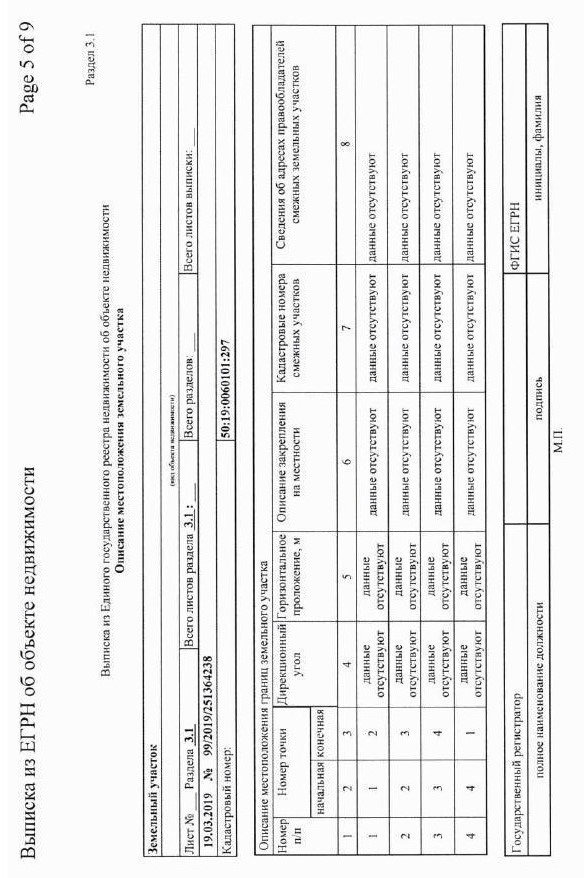 Выписка из ЕГРН об объекте недвижимости Page 5 of 9
Раздел 3.1
Выписка из Единого государственного реестра недвижимости об объекте недвижимости
Описание местоположения земельного участка
Земельный участок
(вид объекта недвижимости)
Лист № ___ Раздела 3.1 Всего листов раздела 3.1 : ___ Всего разделов: ___ Всего листов выписки: ___
19.03.2019 № 99/2019/251364238
Кадастровый номер: 50:19:0060101:297
Описание местоположения границ земельного участка
Номер п/п Номер точки Дирекционный угол Горизонтальное проложение, м Описание закрепления на местности Кадастровые номера смежных участков Сведения об адресах правообладателей смежных земельных участков
начальная конечная
1 2 3 4 5 6 7 8
1 1 2 данные отсутствуют данные отсутствуют данные отсутствуют данные отсутствуют данные отсутствуют
2 2 3 данные отсутствуют данные отсутствуют данные отсутствуют данные отсутствуют данные отсутствуют
3 3 4 данные отсутствуют данные отсутствуют данные отсутствуют данные отсутствуют данные отсутствуют
4 4 1 данные отсутствуют данные отсутствуют данные отсутствуют данные отсутствуют данные отсутствуют
Государственный регистратор ФГИС ЕГРН
полное наименование должности подпись инициалы, фамилия
М.П.